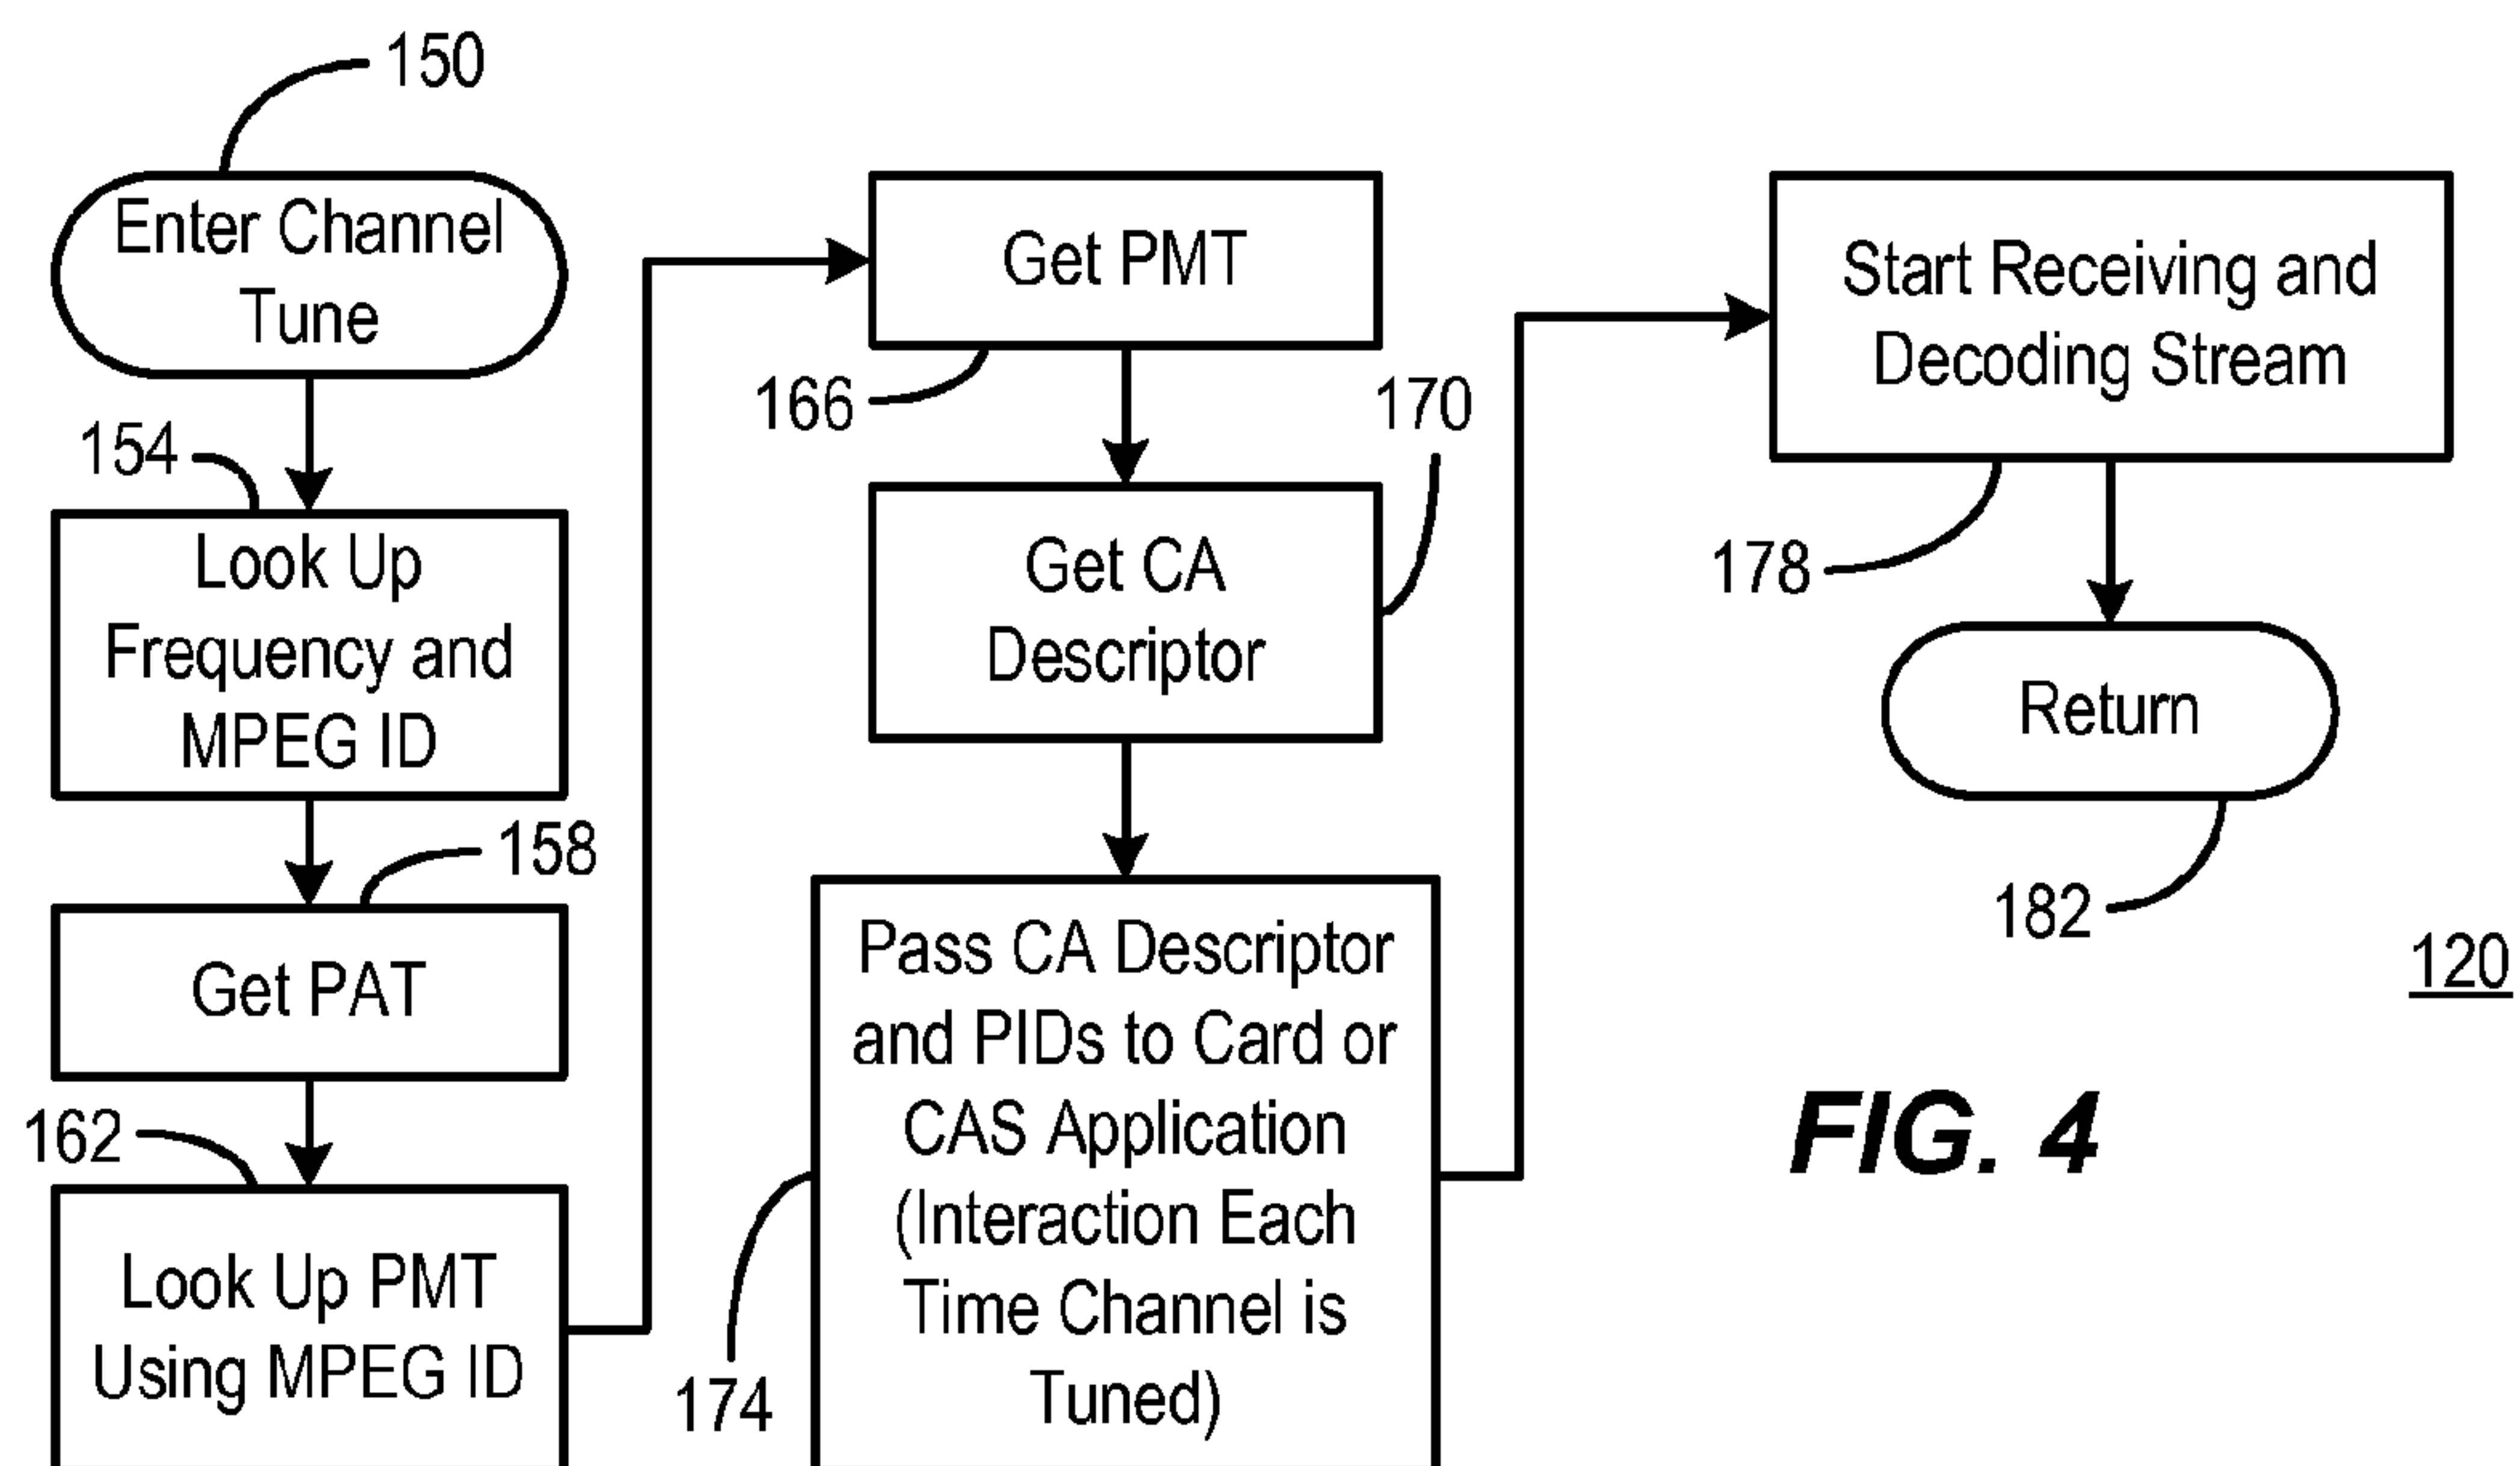 150
Enter Channel
Tune
154
Look Up
Frequency and
MPEG ID
158
Get PAT
162
Look Up PMT
Using MPEG ID
Get PMT
166
170
Get CA
Descriptor
Pass CA Descriptor
and PIDs to Card or
CAS Application
(Interaction Each
Time Channel is
Tuned)
174
Start Receiving and
Decoding Stream
178
Return
182
120
FIG. 4